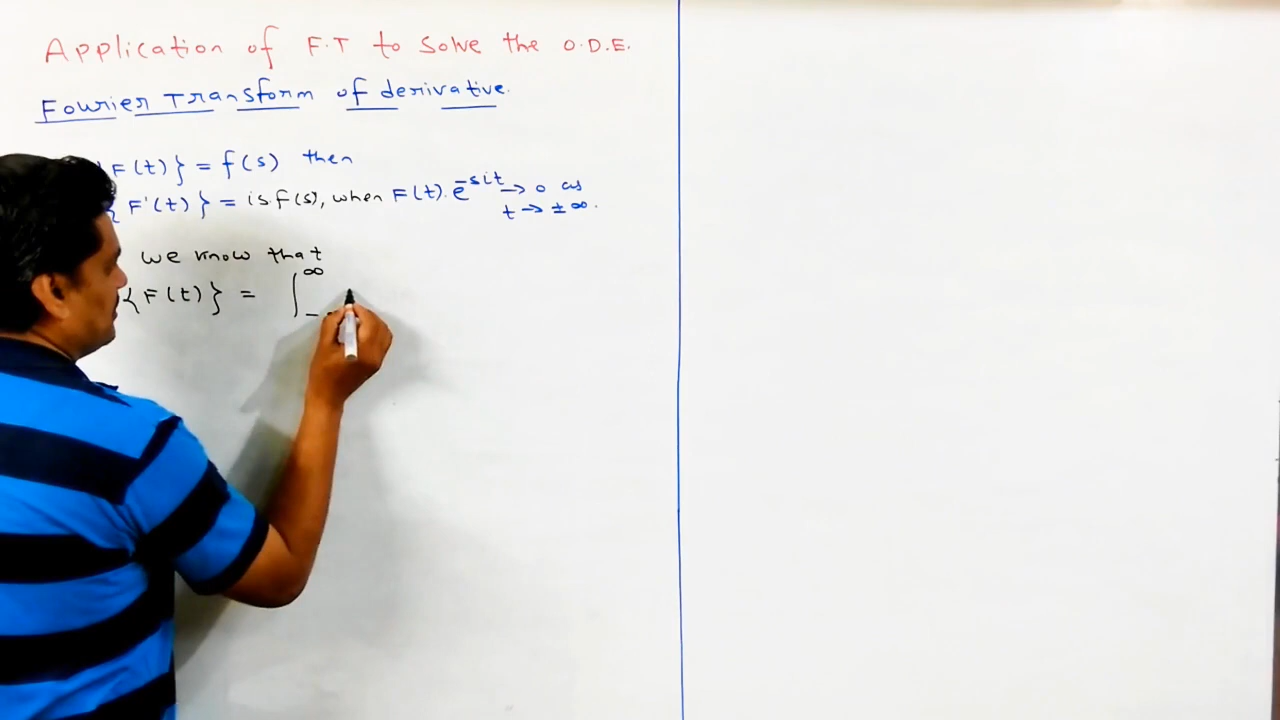 Application of F.T to solve the O.D.E.
Fourier Transform of derivative.
F(t)} = f(s) then
{F'(t)} = is.f(s), when F(t).e^-sit → 0 as
t → ± ∞.
we know that
{F(t)} = ∫_-^∞